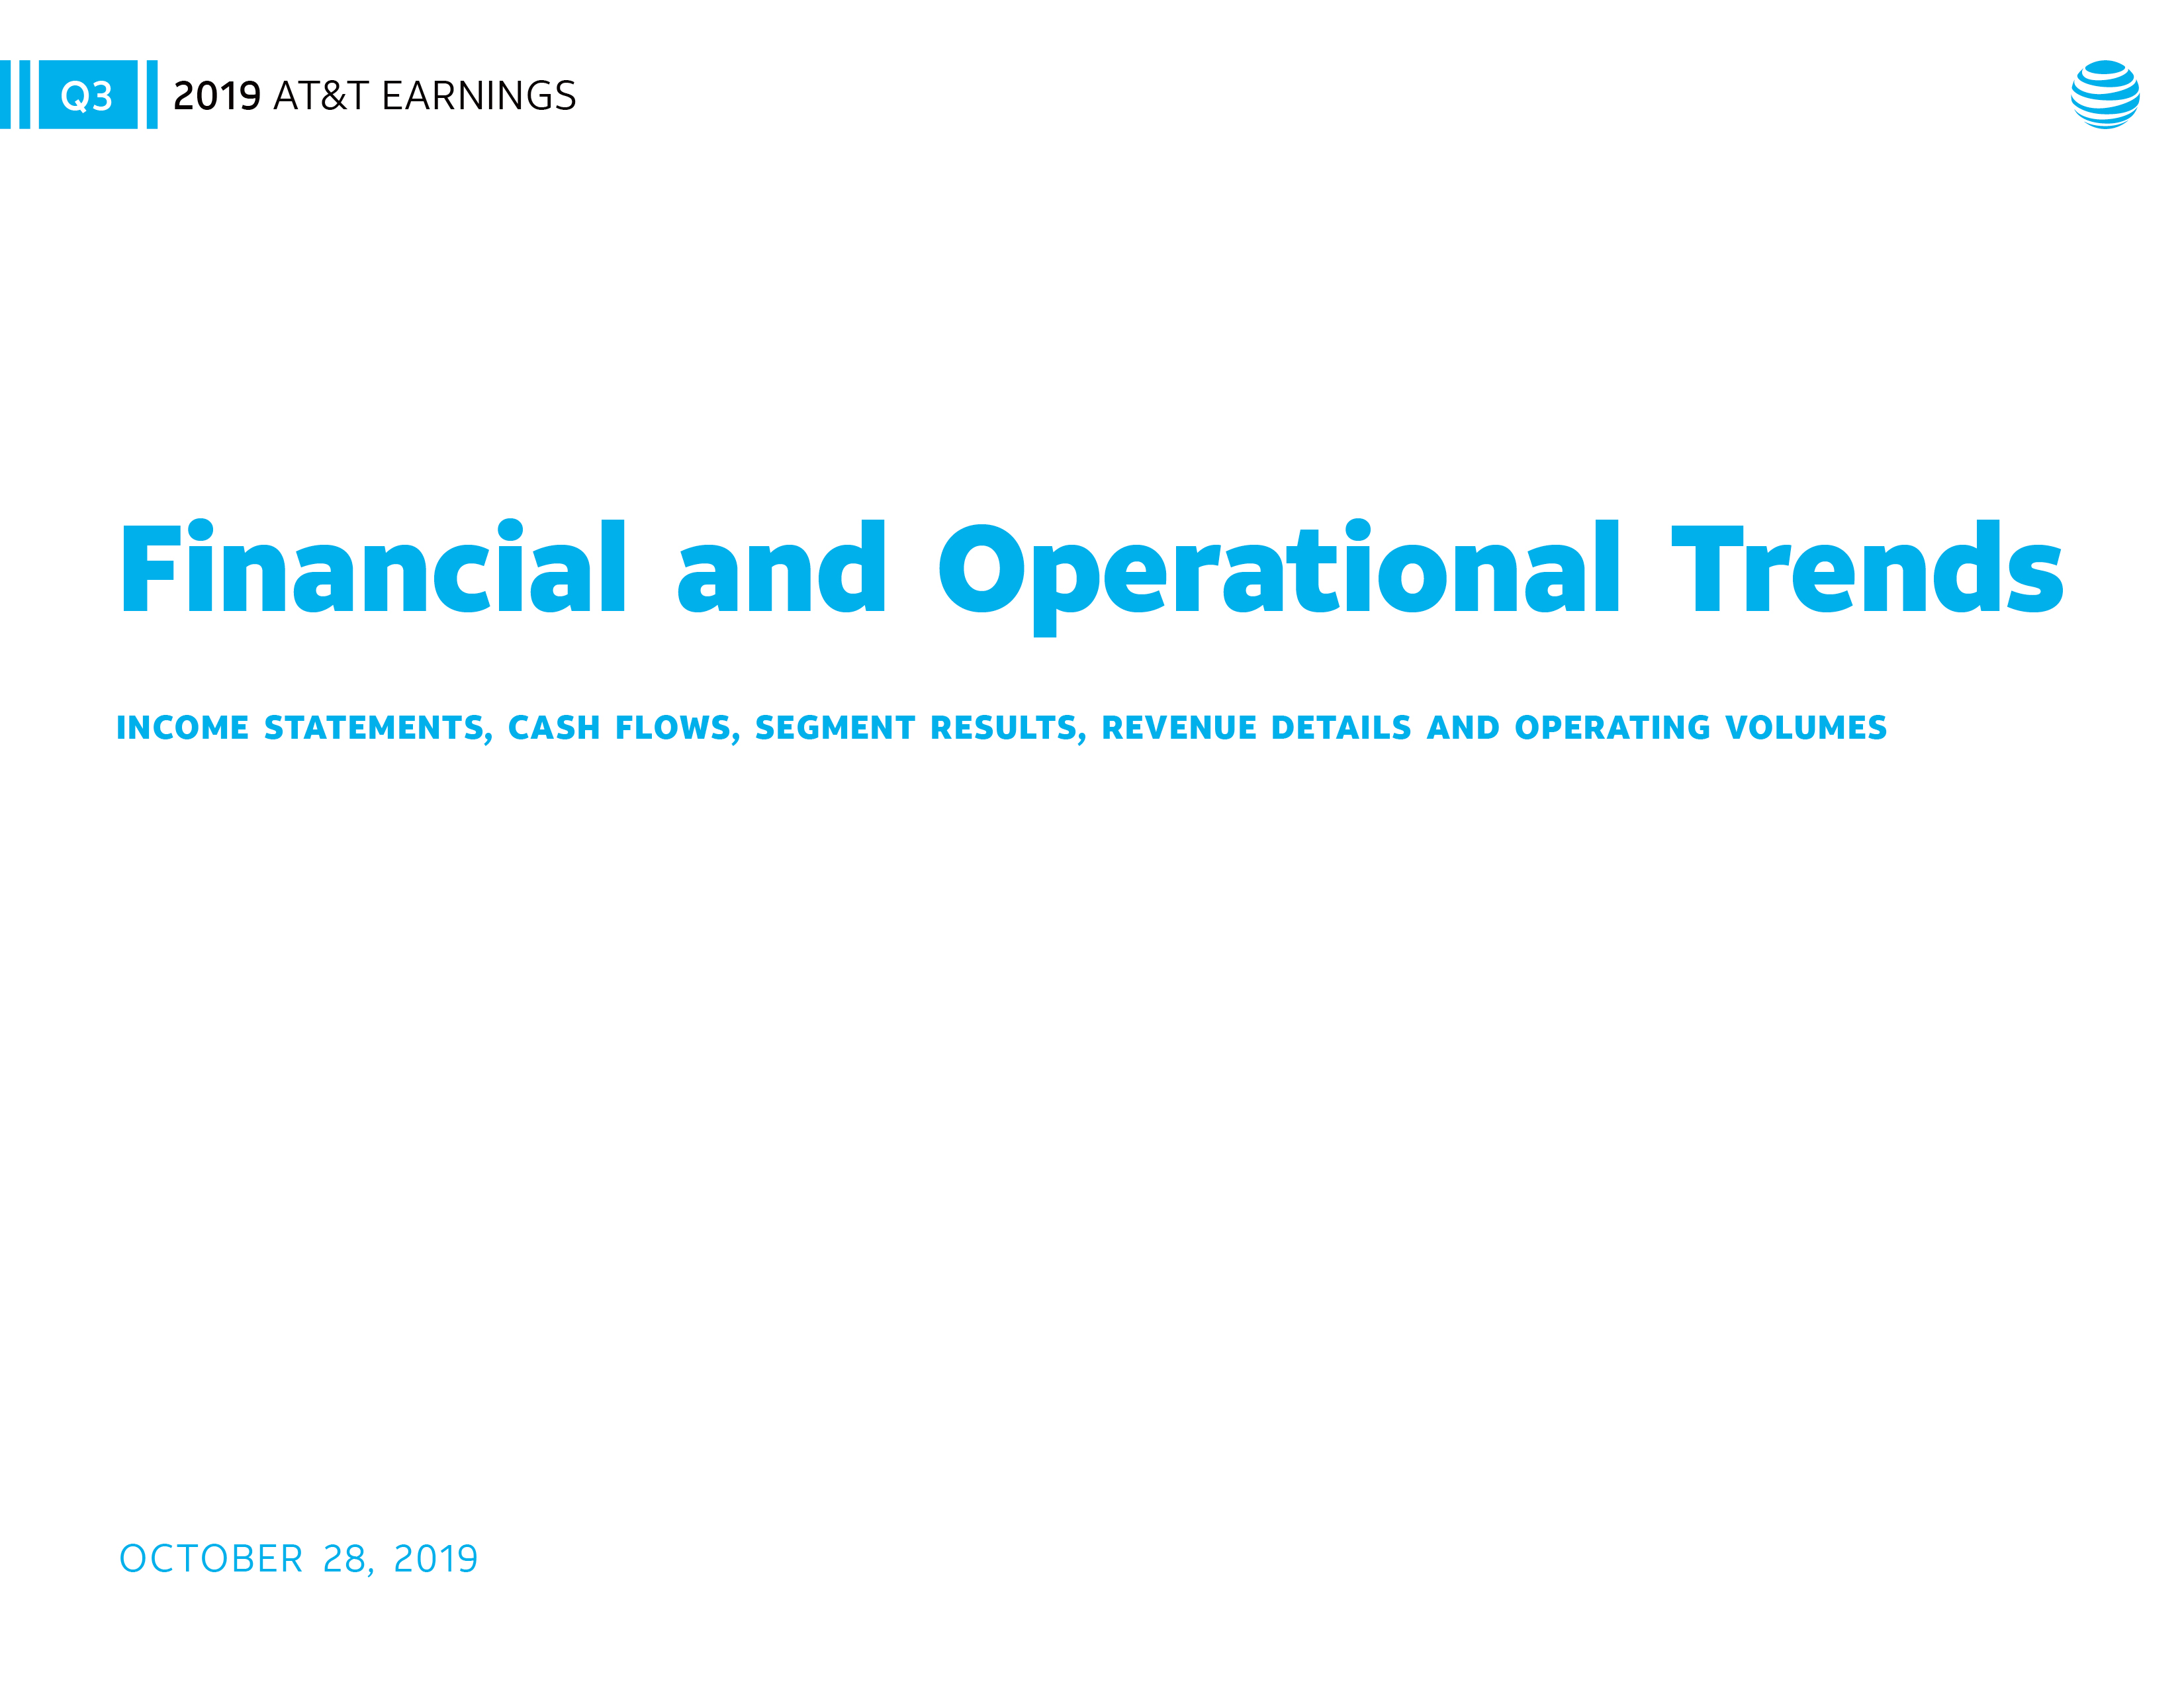 Q3 2019 AT&T EARNINGS
Financial and Operational Trends
INCOME STATEMENTS, CASH FLOWS, SEGMENT RESULTS, REVENUE DETAILS AND OPERATING VOLUMES
OCTOBER 28, 2019